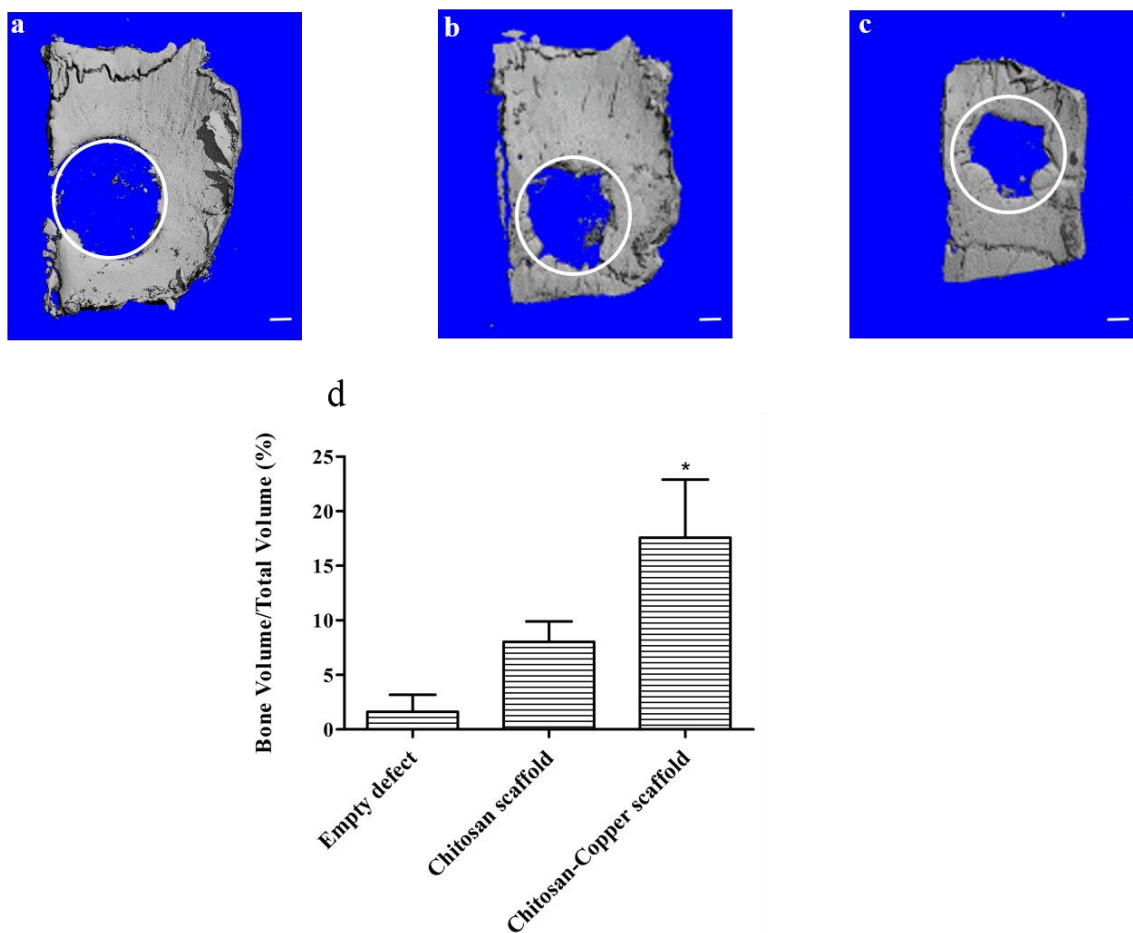 a
b
c
d
Bone Volume/Total Volume (%)
25
20
15
10
5
0
*
Empty defect
Chitosan scaffold
Chitosan-Copper scaffold